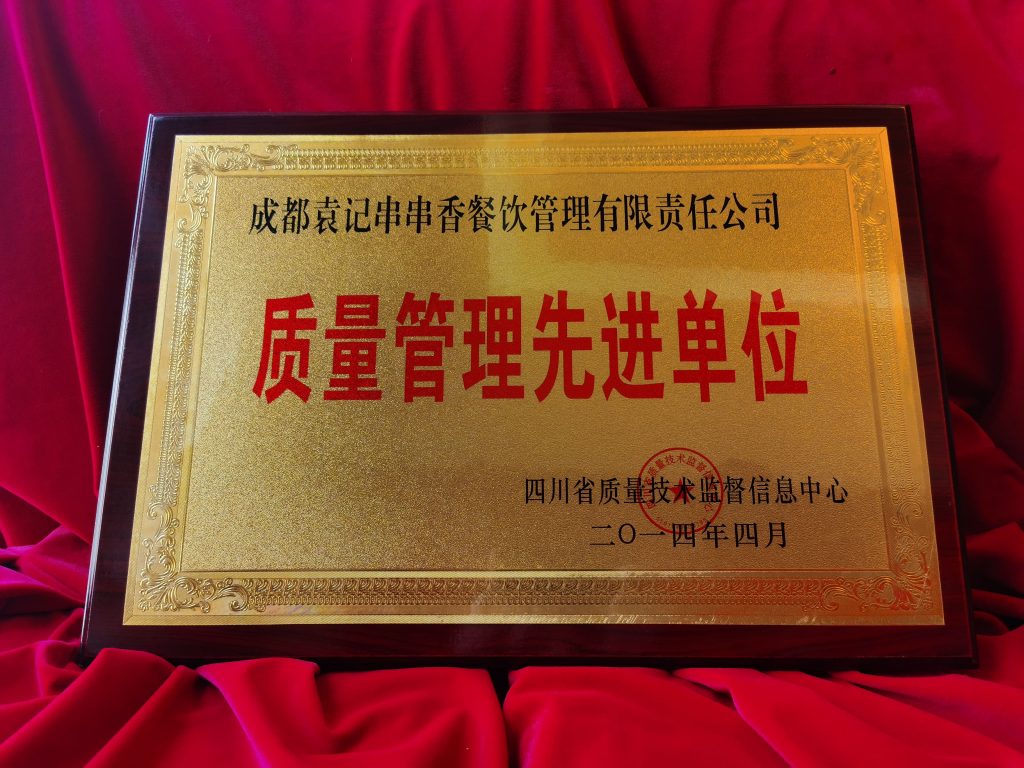 成都袁记串串香餐饮管理有限责任公司
质量管理先进单位
四川省质量技术监督信息中心
二〇一四年四月